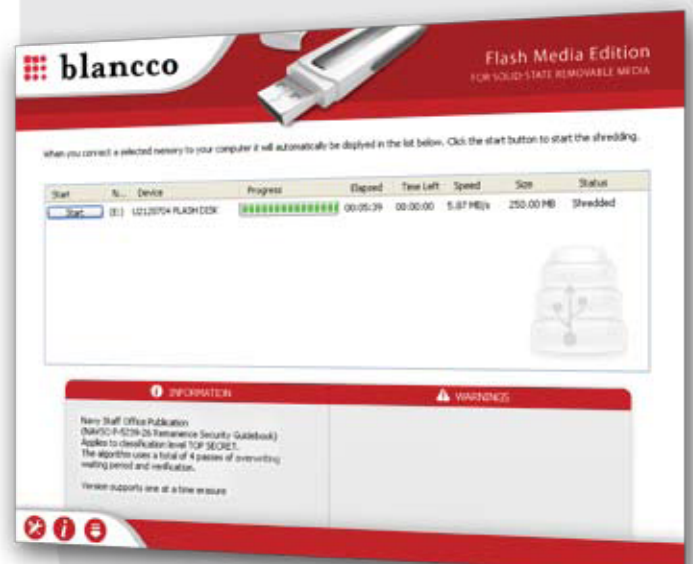 blancco
Flash Media Edition
FOR SOLID-STATE REMOVABLE MEDIA
When you connect a selected memory to your computer it will automatically be displyed in the list below. Click the start button to start the shredding.
Start N... Device Progress Elapsed Time Left Speed Size Status
Start (E:) FLASH DISK 00:05:39 00:00:00 5.87 MB/s 250.00 MB Shredded
INFORMATION
WARNINGS
Navy Staff Office Publication
(NAVSO P-5239-26 Remanence Security Guidebook)
Applies to classification level TOP SECRET.
The algorithm uses a total of 4 passes of overwriting
waiting period and verification.
Version supports one at a time erasure